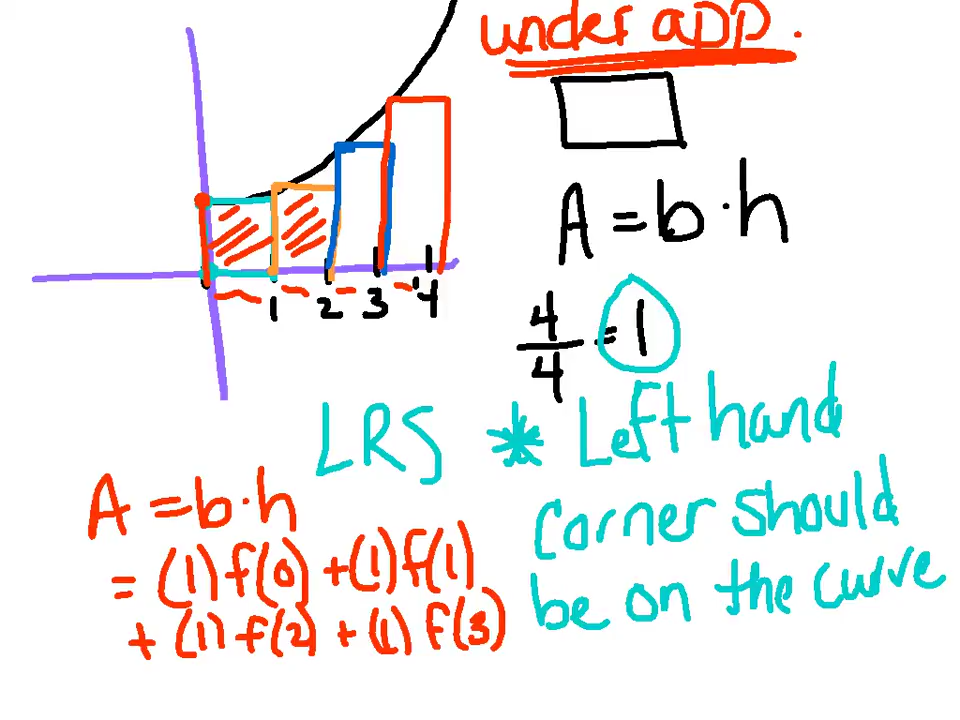 under app.
A = b · h
1 2 3 4
4/4 = 1
LRS * Left hand
corner should
be on the curve
A = b · h
= (1) f(0) + (1) f(1)
+ (1) f(2) + (1) f(3)